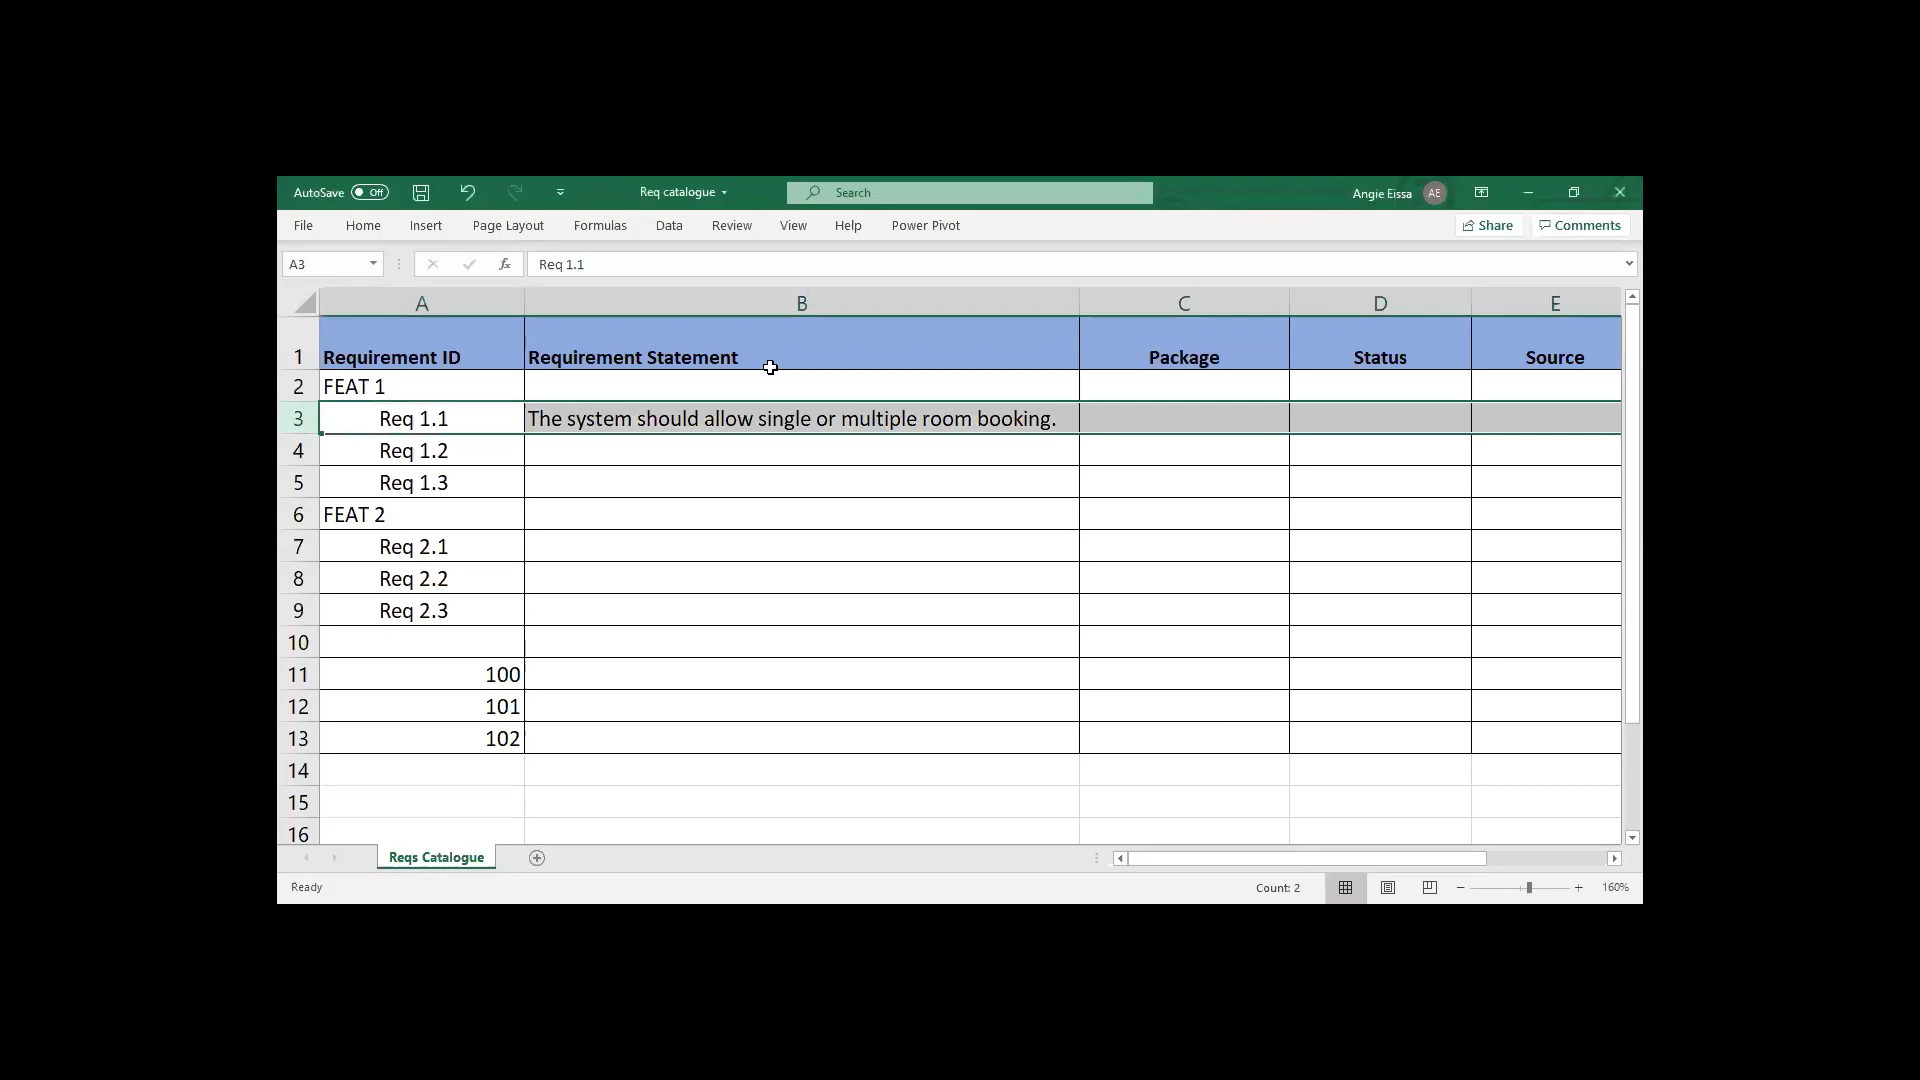 AutoSave Off Req catalogue Search Angie Eissa AE
File Home Insert Page Layout Formulas Data Review View Help Power Pivot Share Comments
A3 fx Req 1.1
A B C D E
1 Requirement ID Requirement Statement Package Status Source
2 FEAT 1
3 Req 1.1 The system should allow single or multiple room booking.
4 Req 1.2
5 Req 1.3
6 FEAT 2
7 Req 2.1
8 Req 2.2
9 Req 2.3
10
11 100
12 101
13 102
14
15
16
Reqs Catalogue
Ready Count: 2 160%